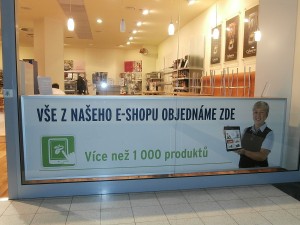 VŠE Z NAŠEHO E-SHOPU OBJEDNÁME ZDE
Více než 1 000 produktů